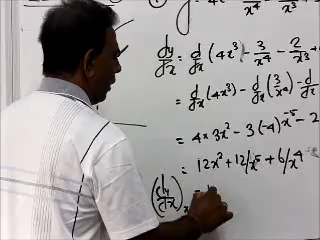 dy/dx = d/dx (4x³ - 3/x⁴ - 2/x³ +
= d/dx (4x³) - d/dx (3/x⁴) - d/dx
= 4 × 3x² - 3(-4) x⁻⁵ - 2
= 12x² + 12/x⁵ + 6/x⁴
(dy/dx)ₓ